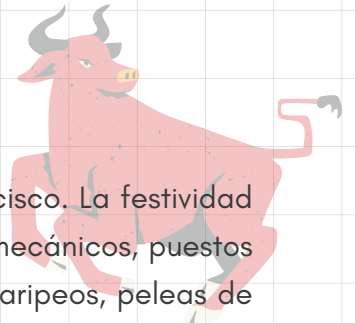 cisco. La festividad
mecánicos, puestos
aripeos, peleas de